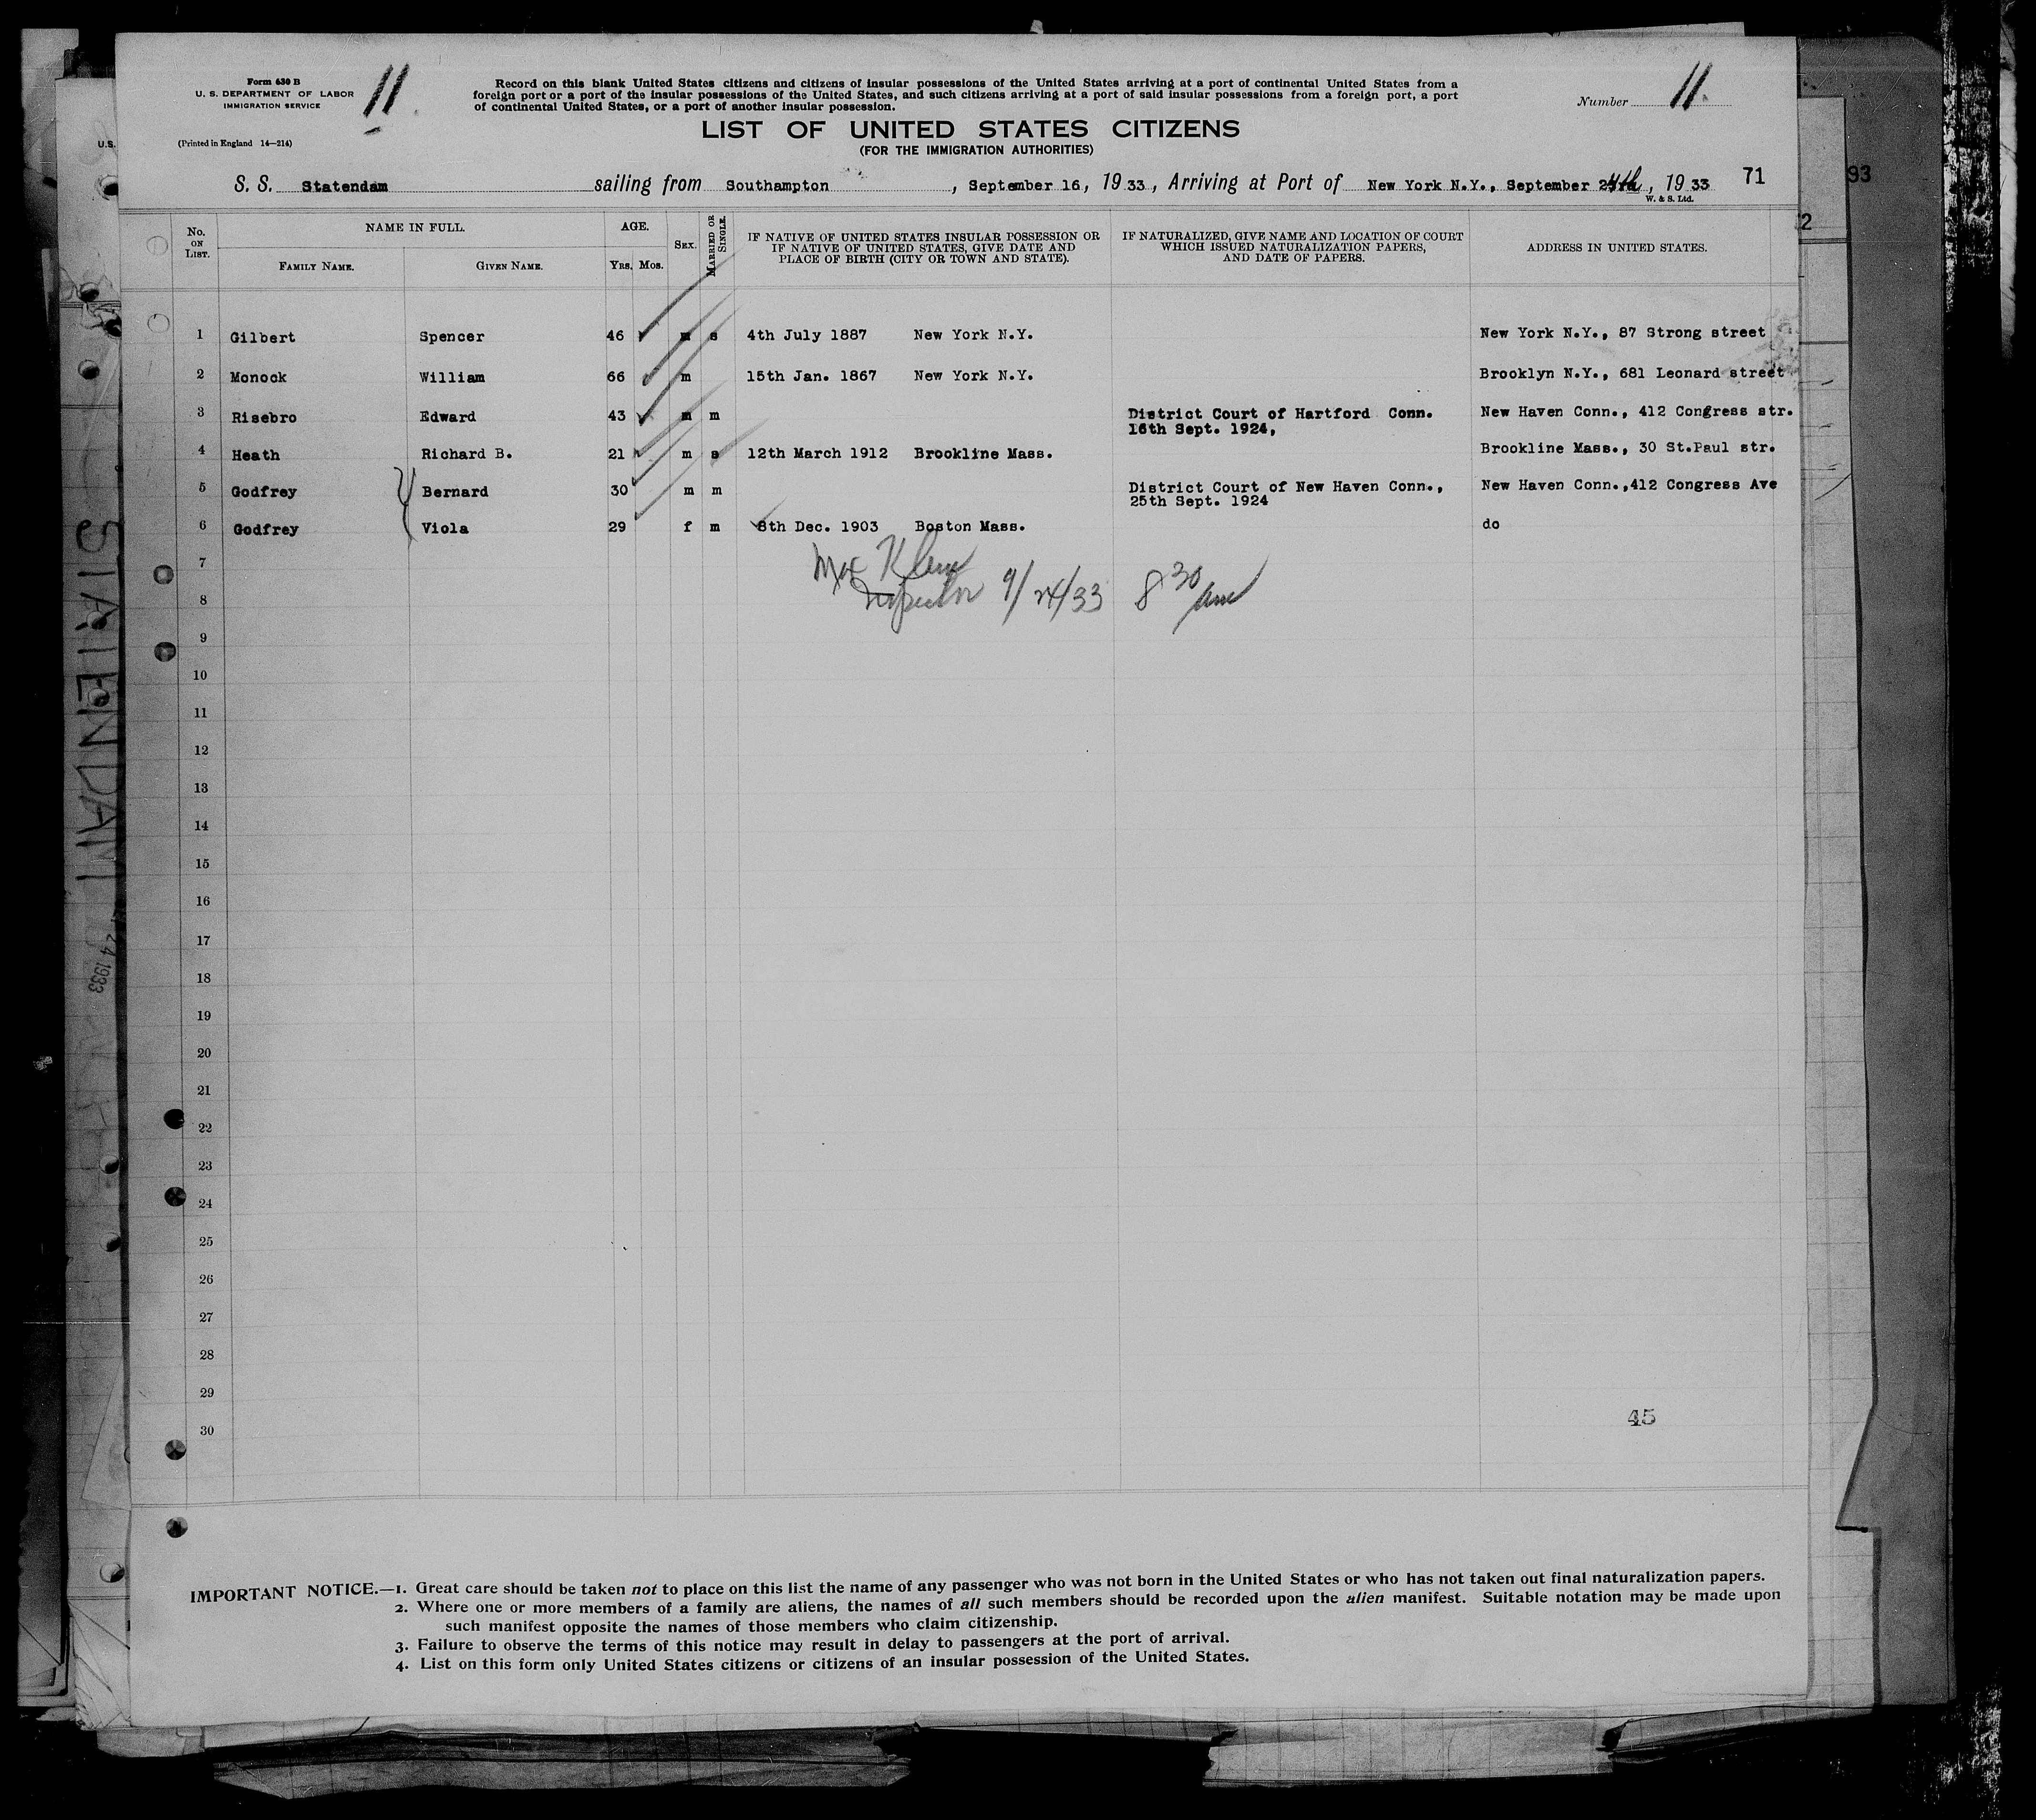 Form 630 B
U. S. DEPARTMENT OF LABOR
IMMIGRATION SERVICE
(Printed in England 14—214)
11
Record on this blank United States citizens and citizens of insular possessions of the United States arriving at a port of continental United States from a
foreign port or a port of the insular possessions of the United States, and such citizens arriving at a port of said insular possessions from a foreign port, a port
of continental United States, or a port of another insular possession.
Number 11
LIST OF UNITED STATES CITIZENS
(FOR THE IMMIGRATION AUTHORITIES)
S. S. Statendam sailing from Southampton, September 16, 1933, Arriving at Port of New York N.Y., September 24th, 1933 71
W. & S. Ltd.
No. ON LIST. NAME IN FULL. FAMILY NAME. GIVEN NAME. AGE. YRS. MOS. SEX. MARRIED OR SINGLE. IF NATIVE OF UNITED STATES INSULAR POSSESSION OR IF NATIVE OF UNITED STATES, GIVE DATE AND PLACE OF BIRTH (CITY OR TOWN AND STATE). IF NATURALIZED, GIVE NAME AND LOCATION OF COURT WHICH ISSUED NATURALIZATION PAPERS, AND DATE OF PAPERS. ADDRESS IN UNITED STATES.
1 Gilbert Spencer 46 m s 4th July 1887 New York N.Y. New York N.Y., 87 Strong street
2 Monock William 66 m 15th Jan. 1867 New York N.Y. Brooklyn N.Y., 681 Leonard street
3 Risebro Edward 43 m m District Court of Hartford Conn. New Haven Conn., 412 Congress str.
16th Sept. 1924,
4 Heath Richard B. 21 m s 12th March 1912 Brookline Mass. Brookline Mass., 30 St.Paul str.
5 Godfrey Bernard 30 m m District Court of New Haven Conn., New Haven Conn.,412 Congress Ave
25th Sept. 1924
6 Godfrey Viola 29 f m 8th Dec. 1903 Boston Mass. do
7 Max Klein
8 Inspector 9/24/33 8 30 am
9
10
11
12
13
14
15
16
17
18
19
20
21
22
23
24
25
26
27
28
29
45
30
IMPORTANT NOTICE.—1. Great care should be taken not to place on this list the name of any passenger who was not born in the United States or who has not taken out final naturalization papers.
2. Where one or more members of a family are aliens, the names of all such members should be recorded upon the alien manifest. Suitable notation may be made upon
such manifest opposite the names of those members who claim citizenship.
3. Failure to observe the terms of this notice may result in delay to passengers at the port of arrival.
4. List on this form only United States citizens or citizens of an insular possession of the United States.
STATENDAM
24 1933
U.S.
93
2